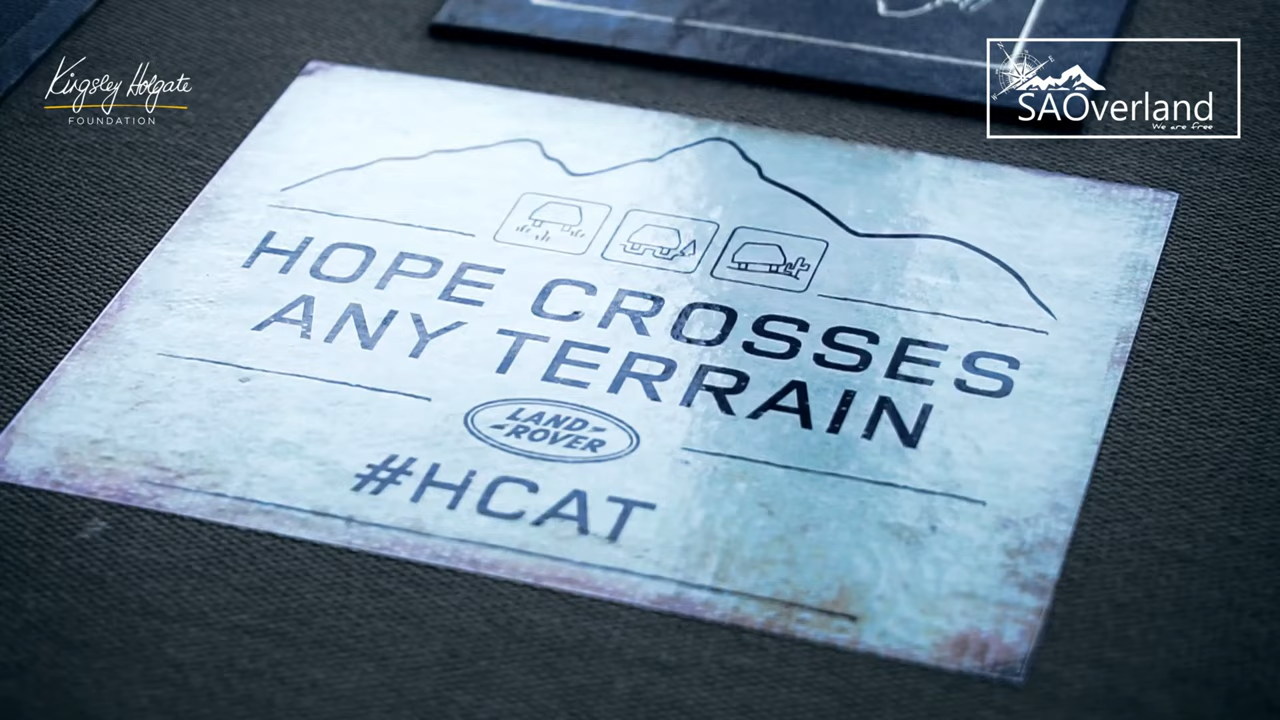 Kingsley Holgate
FOUNDATION
SAOverland
We are free
HOPE CROSSES
ANY TERRAIN
LAND-
-ROVER
#HCAT